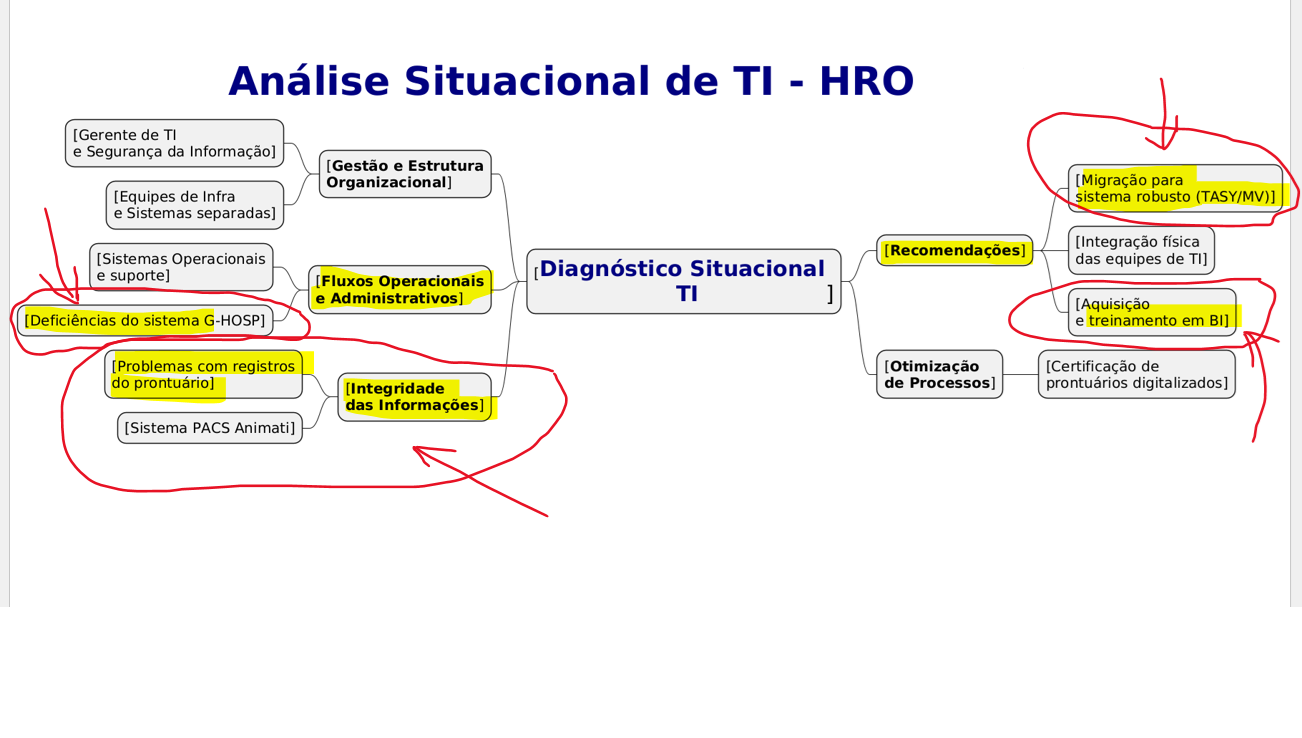 Análise Situacional de TI - HRO
[Gerente de TI
e Segurança da Informação]
[Equipes de Infra
e Sistemas separadas]
[Gestão e Estrutura
Organizacional]
[Sistemas Operacionais
e suporte]
[Deficiências do sistema G-HOSP]
[Fluxos Operacionais
e Administrativos]
[Problemas com registros
do prontuário]
[Sistema PACS Animati]
[Integridade
das Informações]
[Diagnóstico Situacional
TI ]
[Recomendações]
[Migração para
sistema robusto (TASY/MV)]
[Integração física
das equipes de TI]
[Aquisição
e treinamento em BI]
[Otimização
de Processos]
[Certificação de
prontuários digitalizados]